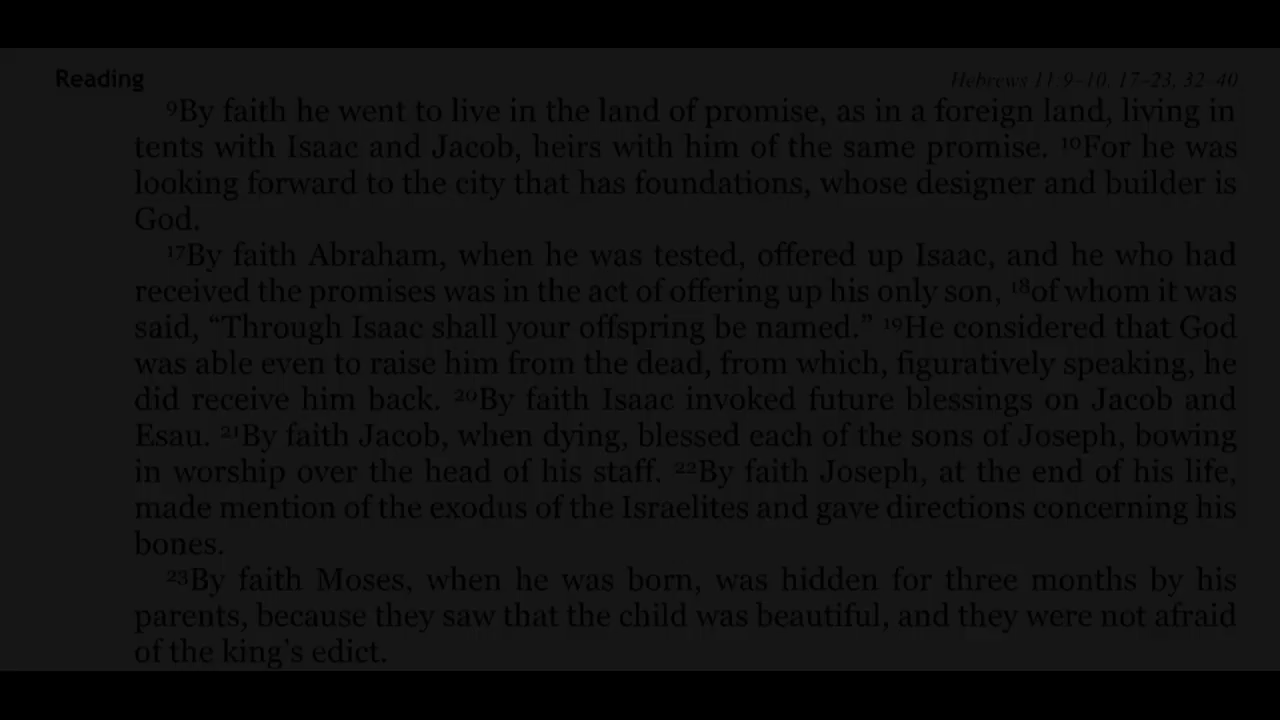 Reading Hebrews 11:9–10, 17–23, 32–40
⁹By faith he went to live in the land of promise, as in a foreign land, living in
tents with Isaac and Jacob, heirs with him of the same promise. ¹⁰For he was
looking forward to the city that has foundations, whose designer and builder is
God.
¹⁷By faith Abraham, when he was tested, offered up Isaac, and he who had
received the promises was in the act of offering up his only son, ¹⁸of whom it was
said, “Through Isaac shall your offspring be named.” ¹⁹He considered that God
was able even to raise him from the dead, from which, figuratively speaking, he
did receive him back. ²⁰By faith Isaac invoked future blessings on Jacob and
Esau. ²¹By faith Jacob, when dying, blessed each of the sons of Joseph, bowing
in worship over the head of his staff. ²²By faith Joseph, at the end of his life,
made mention of the exodus of the Israelites and gave directions concerning his
bones.
²³By faith Moses, when he was born, was hidden for three months by his
parents, because they saw that the child was beautiful, and they were not afraid
of the king’s edict.